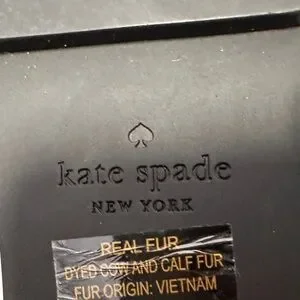 kate spade
NEW YORK
REAL FUR
DYED COW AND CALF FUR
FUR ORIGIN: VIETNAM